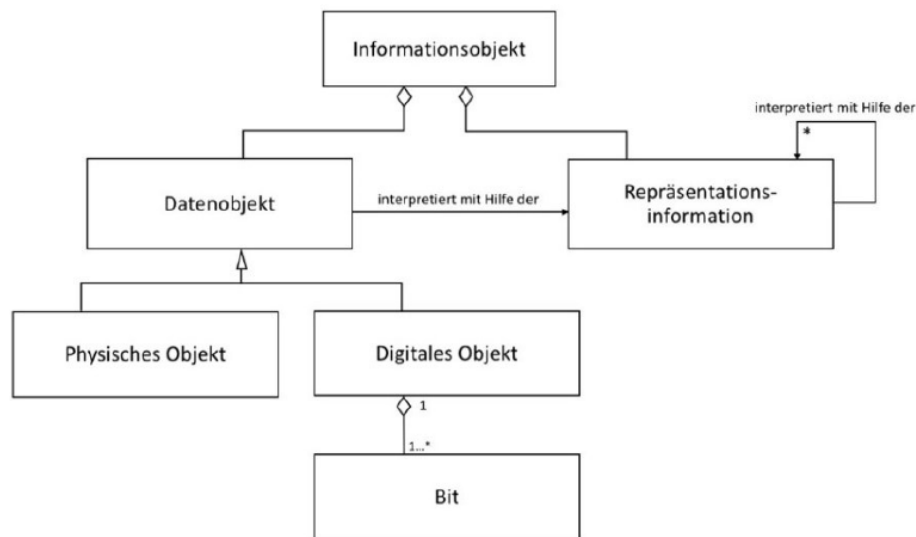 Informationsobjekt
interpretiert mit Hilfe der
*
Datenobjekt
interpretiert mit Hilfe der
Repräsentations-
information
Physisches Objekt
Digitales Objekt
1
1...*
Bit